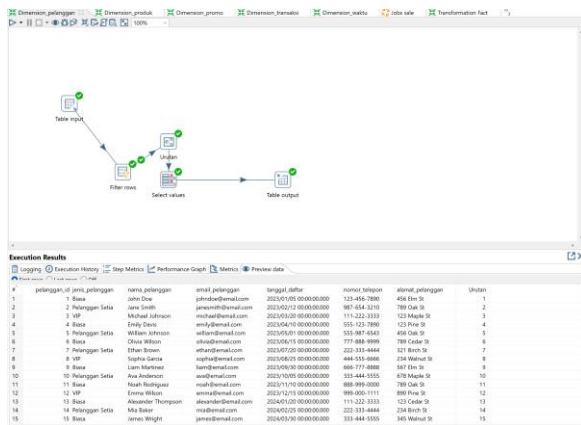 Dimension_pelanggan Dimension_produk Dimension_promo Dimension_transaksi Dimension_waktu Jobs sale Transformation Fact
100%
Table input
Urutan
Filter rows
Select values
Table output
Execution Results
Logging Execution History Step Metrics Performance Graph Metrics Preview data
# pelanggan_id jenis_pelanggan nama_pelanggan email_pelanggan tanggal_daftar nomor_telepon alamat_pelanggan Urutan
1 1 Biasa John Doe johndoe@email.com 2023/01/05 00:00:00.000 123-456-7890 456 Elm St 1
2 2 Pelanggan Setia Jane Smith janesmith@email.com 2023/02/12 00:00:00.000 987-654-3210 789 Oak St 2
3 3 VIP Michael Johnson michael@email.com 2023/03/20 00:00:00.000 111-222-3333 123 Maple St 3
4 4 Biasa Emily Davis emily@email.com 2023/04/10 00:00:00.000 555-123-7890 123 Pine St 4
5 5 Pelanggan Setia William Johnson william@email.com 2023/05/01 00:00:00.000 555-987-6543 456 Oak St 5
6 6 Biasa Olivia Wilson olivia@email.com 2023/06/15 00:00:00.000 777-888-9999 789 Cedar St 6
7 7 Pelanggan Setia Ethan Brown ethan@email.com 2023/07/20 00:00:00.000 222-333-4444 321 Birch St 7
8 8 VIP Sophia Garcia sophia@email.com 2023/08/25 00:00:00.000 444-555-6666 234 Walnut St 8
9 9 Biasa Liam Martinez liam@email.com 2023/09/30 00:00:00.000 666-777-8888 567 Elm St 9
10 10 Pelanggan Setia Ava Anderson ava@email.com 2023/10/05 00:00:00.000 333-444-5555 678 Maple St 10
11 11 Biasa Noah Rodriguez noah@email.com 2023/11/10 00:00:00.000 888-999-0000 789 Oak St 11
12 12 VIP Emma Wilson emma@email.com 2023/12/15 00:00:00.000 999-000-1111 890 Pine St 12
13 13 Biasa Alexander Thompson alexander@email.com 2024/01/20 00:00:00.000 111-222-3333 123 Cedar St 13
14 14 Pelanggan Setia Mia Baker mia@email.com 2024/02/25 00:00:00.000 222-333-4444 234 Birch St 14
15 15 Biasa James Wright james@email.com 2024/03/30 00:00:00.000 333-444-5555 345 Walnut St 15